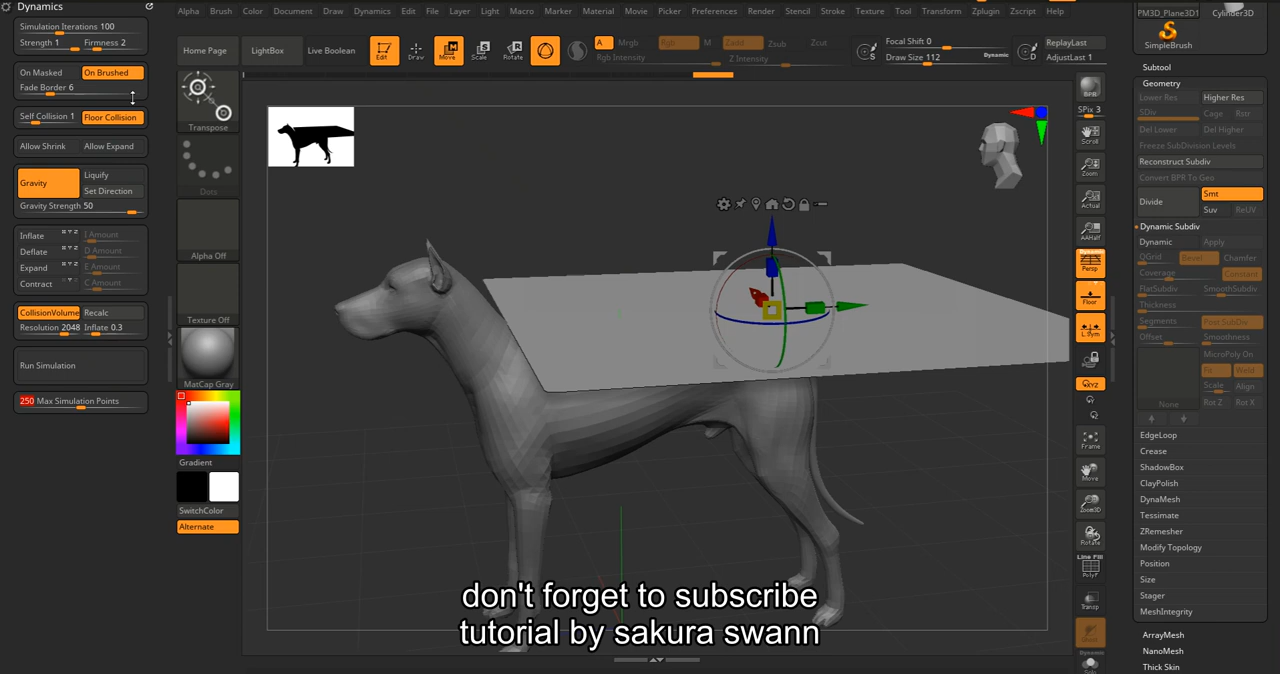 Dynamics
Simulation Iterations 100
Strength 1 Firmness 2
On Masked On Brushed
Fade Border 6
Self Collision 1 Floor Collision
Allow Shrink Allow Expand
Gravity Liquify
Set Direction
Gravity Strength 50
Inflate I Amount
Deflate D Amount
Expand E Amount
Contract C Amount
CollisionVolume Recalc
Resolution 2048 Inflate 0.3
Run Simulation
250 Max Simulation Points
Alpha Brush Color Document Draw Dynamics Edit File Layer Light Macro Marker Material Movie Picker Preferences Render Stencil Stroke Texture Tool Transform Zplugin Zscript Help
Home Page LightBox Live Boolean
Edit Draw Move Scale Rotate
A Mrgb Rgb M Zadd Zsub Zcut
Rgb Intensity Z Intensity
S Focal Shift 0
Draw Size 112 Dynamic
D ReplayLast
AdjustLast 1
Transpose
Dots
Alpha Off
Texture Off
MatCap Gray
Gradient
SwitchColor
Alternate
BPR
SPix 3
Scroll
Zoom
Actual
AAHalf
Dynamic
Persp
Floor
L.Sym
XYZ
Frame
Move
Zoom3D
Rotate
Line Fill
PolyF
Transp
Ghost
Dynamic
Solo
PM3D_Plane3D1 Cylinder3D
SimpleBrush
Subtool
Geometry
Lower Res Higher Res
SDiv Cage Rstr
Del Lower Del Higher
Freeze SubDivision Levels
Reconstruct Subdiv
Convert BPR To Geo
Divide Smt
Suv ReUV
Dynamic Subdiv
Dynamic Apply
QGrid Bevel Chamfer
Coverage Constant
FlatSubdiv SmoothSubdiv
Thickness
Segments Post SubDiv
Offset Smoothness
MicroPoly On
Fit Weld
Scale Align
None Rot Z Rot X
EdgeLoop
Crease
ShadowBox
ClayPolish
DynaMesh
Tessimate
ZRemesher
Modify Topology
Position
Size
Stager
MeshIntegrity
ArrayMesh
NanoMesh
Thick Skin
don't forget to subscribe
tutorial by sakura swann